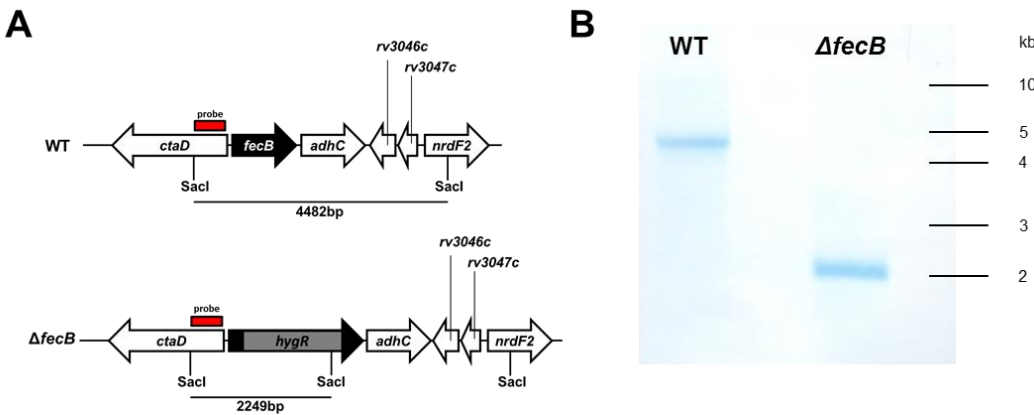 A
rv3046c
rv3047c
probe
WT
ctaD
fecB
adhC
nrdF2
SacI
SacI
4482bp
rv3046c
rv3047c
probe
ΔfecB
ctaD
hygR
adhC
nrdF2
SacI
SacI
SacI
2249bp
B
WT
ΔfecB
kb
10
5
4
3
2